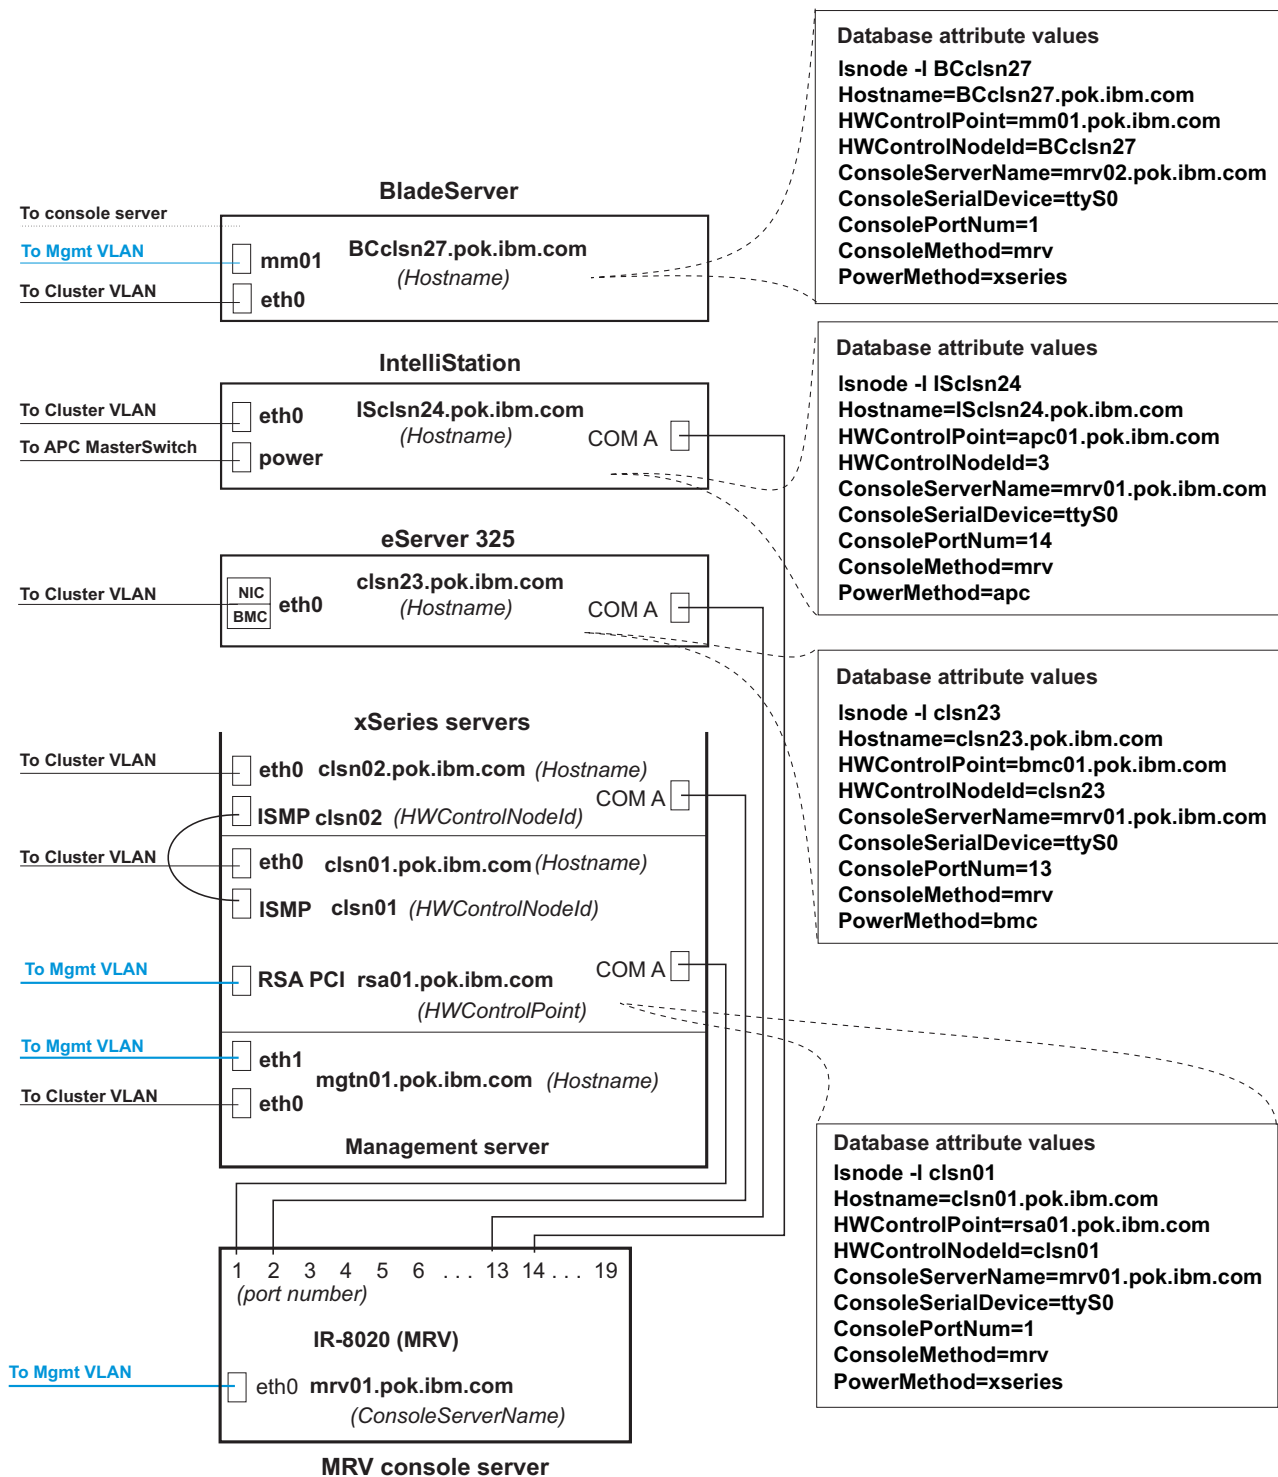 Database attribute values
lsnode -l BCclsn27
Hostname=BCclsn27.pok.ibm.com
HWControlPoint=mm01.pok.ibm.com
HWControlNodeId=BCclsn27
ConsoleServerName=mrv02.pok.ibm.com
ConsoleSerialDevice=ttyS0
ConsolePortNum=1
ConsoleMethod=mrv
PowerMethod=xseries
BladeServer
To console server
To Mgmt VLAN
To Cluster VLAN
mm01
BCclsn27.pok.ibm.com
(Hostname)
eth0
IntelliStation
To Cluster VLAN
To APC MasterSwitch
eth0
ISclsn24.pok.ibm.com
(Hostname)
COM A
power
Database attribute values
lsnode -l ISclsn24
Hostname=ISclsn24.pok.ibm.com
HWControlPoint=apc01.pok.ibm.com
HWControlNodeId=3
ConsoleServerName=mrv01.pok.ibm.com
ConsoleSerialDevice=ttyS0
ConsolePortNum=14
ConsoleMethod=mrv
PowerMethod=apc
eServer 325
To Cluster VLAN
NIC
BMC
eth0
clsn23.pok.ibm.com
(Hostname)
COM A
Database attribute values
lsnode -l clsn23
Hostname=clsn23.pok.ibm.com
HWControlPoint=bmc01.pok.ibm.com
HWControlNodeId=clsn23
ConsoleServerName=mrv01.pok.ibm.com
ConsoleSerialDevice=ttyS0
ConsolePortNum=13
ConsoleMethod=mrv
PowerMethod=bmc
xSeries servers
To Cluster VLAN
eth0 clsn02.pok.ibm.com (Hostname)
COM A
ISMP clsn02 (HWControlNodeId)
To Cluster VLAN
eth0 clsn01.pok.ibm.com (Hostname)
ISMP clsn01 (HWControlNodeId)
To Mgmt VLAN
RSA PCI rsa01.pok.ibm.com
COM A
(HWControlPoint)
To Mgmt VLAN
eth1
mgtn01.pok.ibm.com (Hostname)
To Cluster VLAN
eth0
Management server
Database attribute values
lsnode -l clsn01
Hostname=clsn01.pok.ibm.com
HWControlPoint=rsa01.pok.ibm.com
HWControlNodeId=clsn01
ConsoleServerName=mrv01.pok.ibm.com
ConsoleSerialDevice=ttyS0
ConsolePortNum=1
ConsoleMethod=mrv
PowerMethod=xseries
1 2 3 4 5 6 . . . 13 14 . . . 19
(port number)
IR-8020 (MRV)
To Mgmt VLAN
eth0 mrv01.pok.ibm.com
(ConsoleServerName)
MRV console server